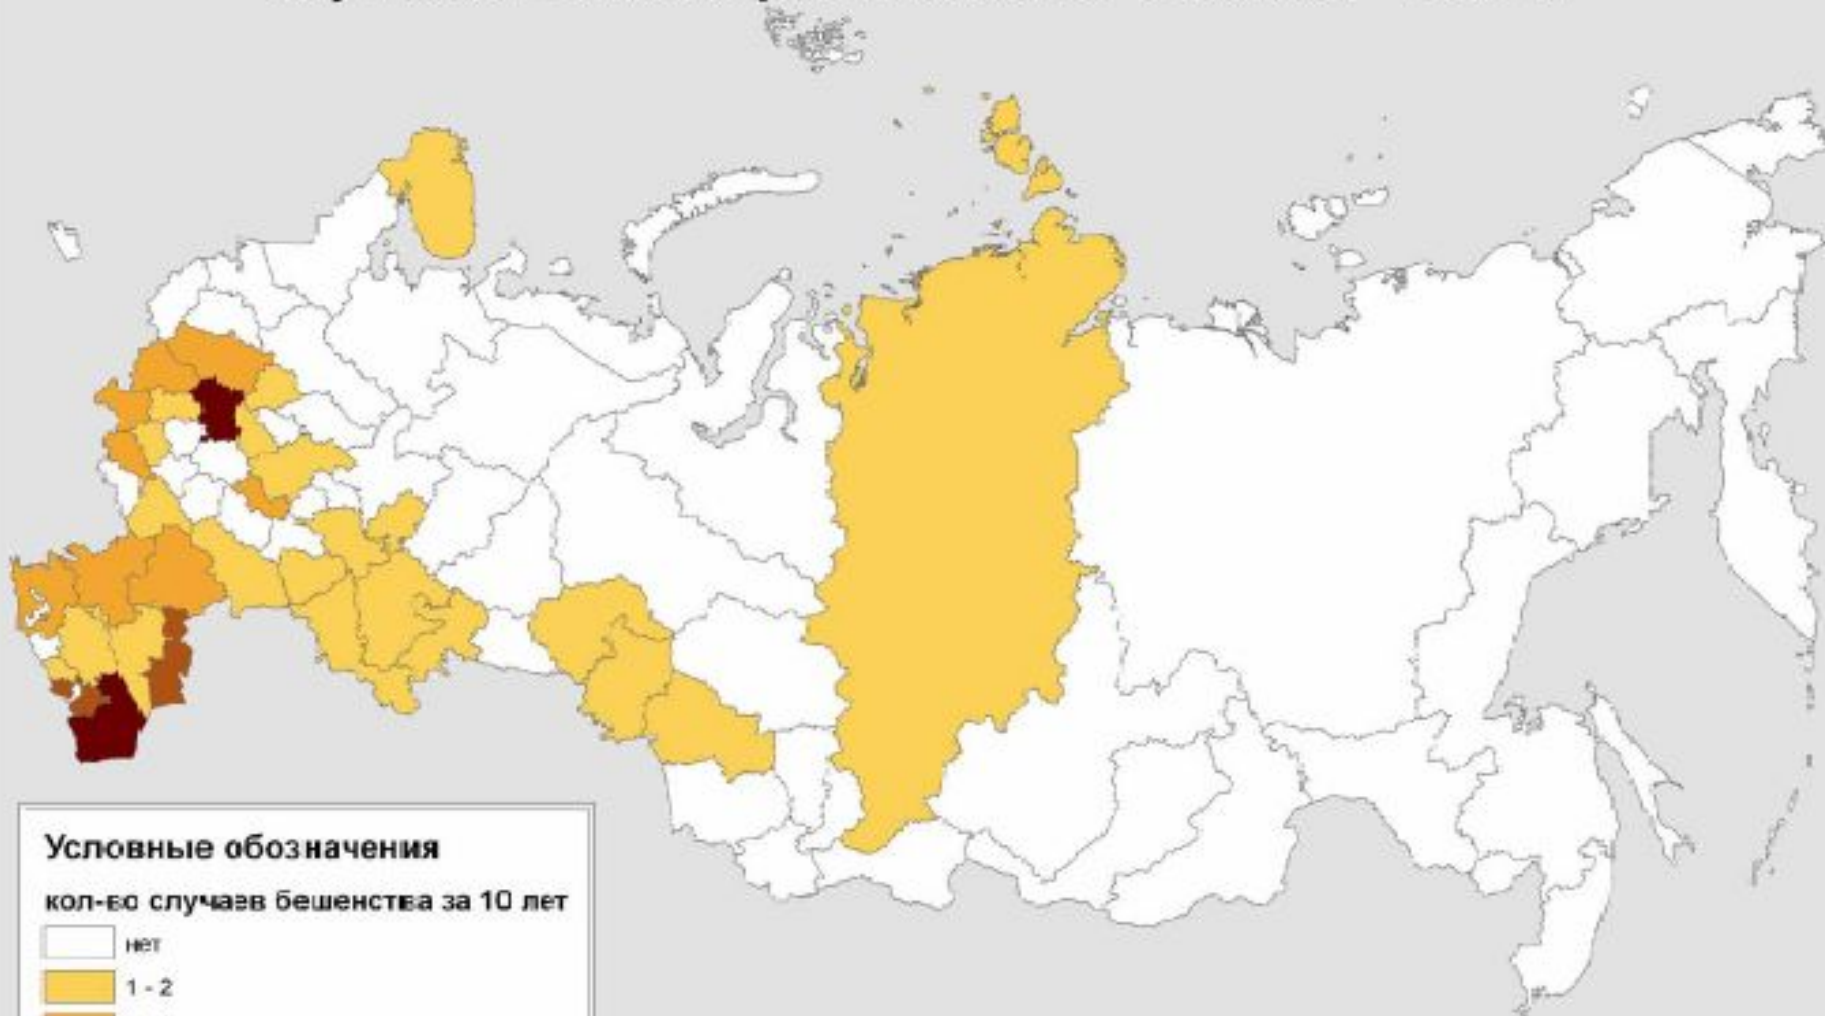 Условные обозначения
кол-во случаев бешенства за 10 лет
нет
1 - 2